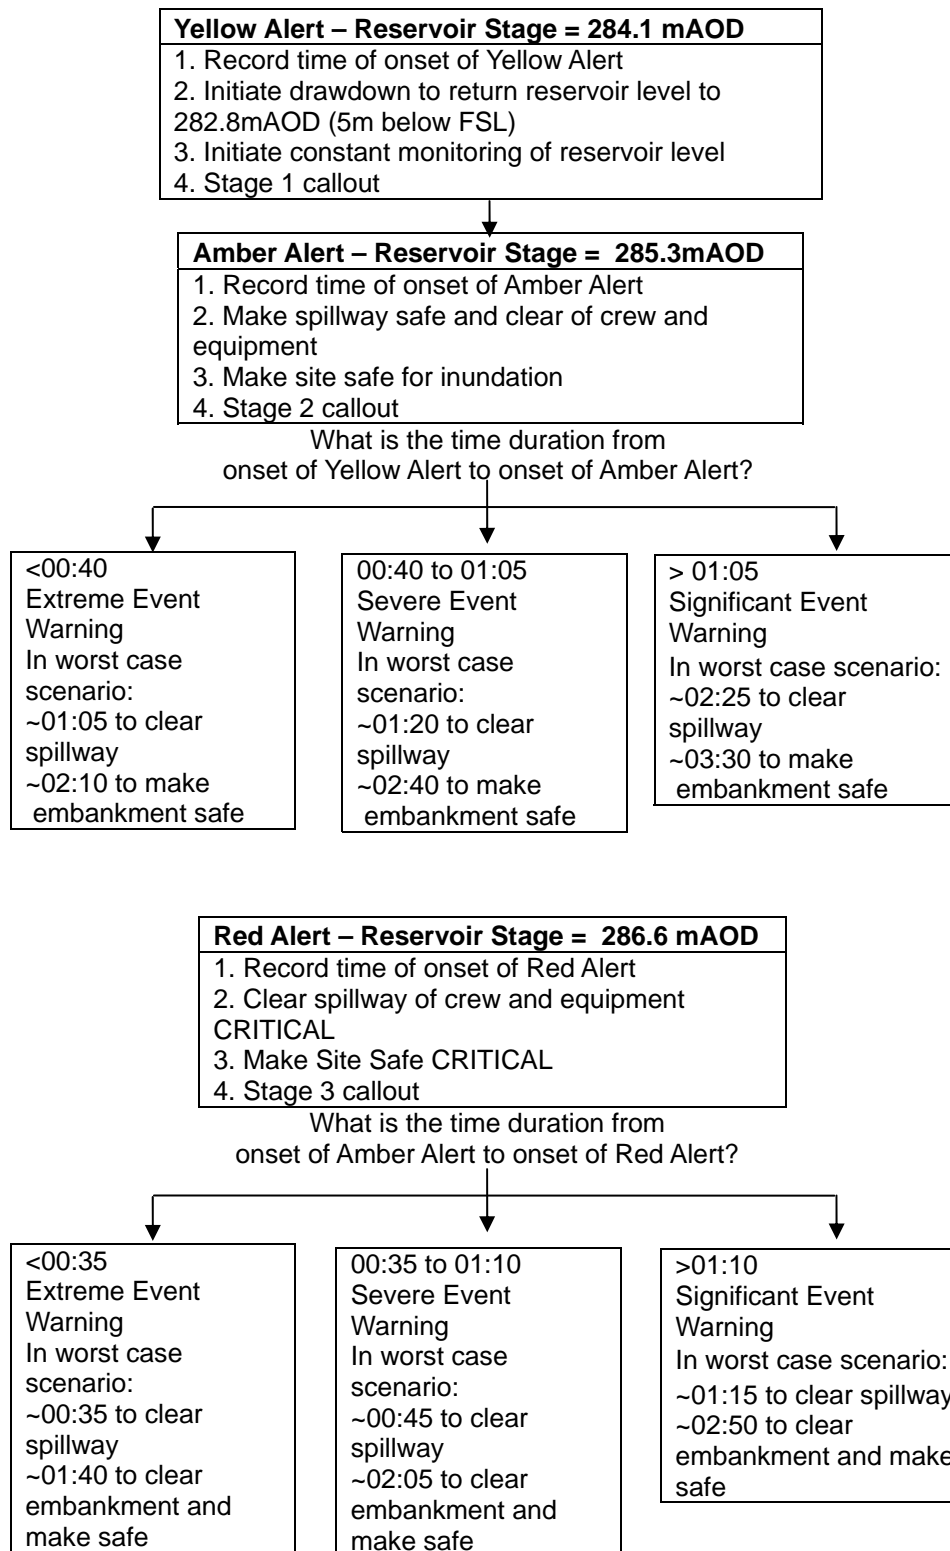 Yellow Alert – Reservoir Stage = 284.1 mAOD
1. Record time of onset of Yellow Alert
2. Initiate drawdown to return reservoir level to
282.8mAOD (5m below FSL)
3. Initiate constant monitoring of reservoir level
4. Stage 1 callout
Amber Alert – Reservoir Stage =  285.3mAOD
1. Record time of onset of Amber Alert
2. Make spillway safe and clear of crew and
equipment
3. Make site safe for inundation
4. Stage 2 callout
What is the time duration from
onset of Yellow Alert to onset of Amber Alert?
<00:40
Extreme Event
Warning
In worst case
scenario:
~01:05 to clear
spillway
~02:10 to make
embankment safe
00:40 to 01:05
Severe Event
Warning
In worst case
scenario:
~01:20 to clear
spillway
~02:40 to make
embankment safe
> 01:05
Significant Event
Warning
In worst case scenario:
~02:25 to clear
spillway
~03:30 to make
embankment safe
Red Alert – Reservoir Stage =  286.6 mAOD
1. Record time of onset of Red Alert
2. Clear spillway of crew and equipment
CRITICAL
3. Make Site Safe CRITICAL
4. Stage 3 callout
What is the time duration from
onset of Amber Alert to onset of Red Alert?
<00:35
Extreme Event
Warning
In worst case
scenario:
~00:35 to clear
spillway
~01:40 to clear
embankment and
make safe
00:35 to 01:10
Severe Event
Warning
In worst case
scenario:
~00:45 to clear
spillway
~02:05 to clear
embankment and
make safe
>01:10
Significant Event
Warning
In worst case scenario:
~01:15 to clear spillway
~02:50 to clear
embankment and make
safe